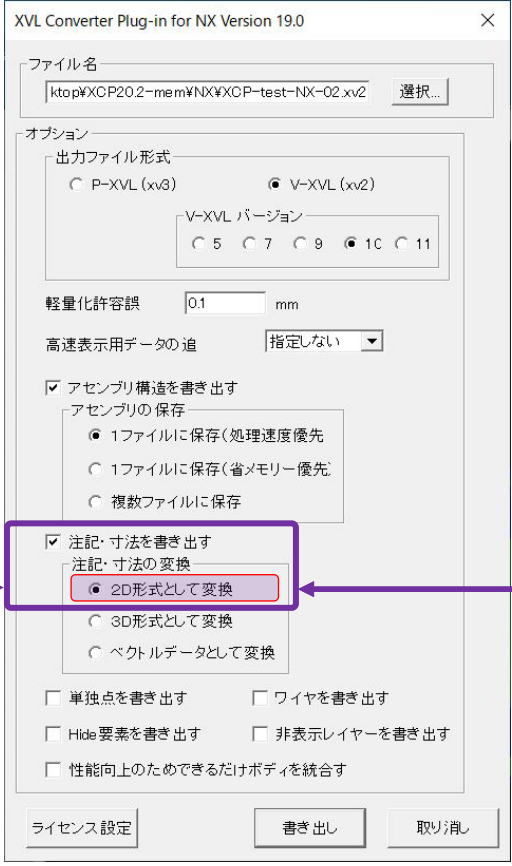 XVL Converter Plug-in for NX Version 19.0
ファイル名
ktop¥XCP20.2-mem¥NX¥XCP-test-NX-02.xv2 選択...
オプション
出力ファイル形式
P-XVL (xv3) V-XVL (xv2)
V-XVL バージョン
5 7 9 10 11
軽量化許容誤 0.1 mm
高速表示用データの追 指定しない
アセンブリ構造を書き出す
アセンブリの保存
1ファイルに保存(処理速度優先
1ファイルに保存(省メモリー優先)
複数ファイルに保存
注記・寸法を書き出す
注記・寸法の変換
2D形式として変換
3D形式として変換
ベクトルデータとして変換
単独点を書き出す ワイヤを書き出す
Hide要素を書き出す 非表示レイヤーを書き出す
性能向上のためできるだけボディを統合す
ライセンス設定 書き出し 取り消し